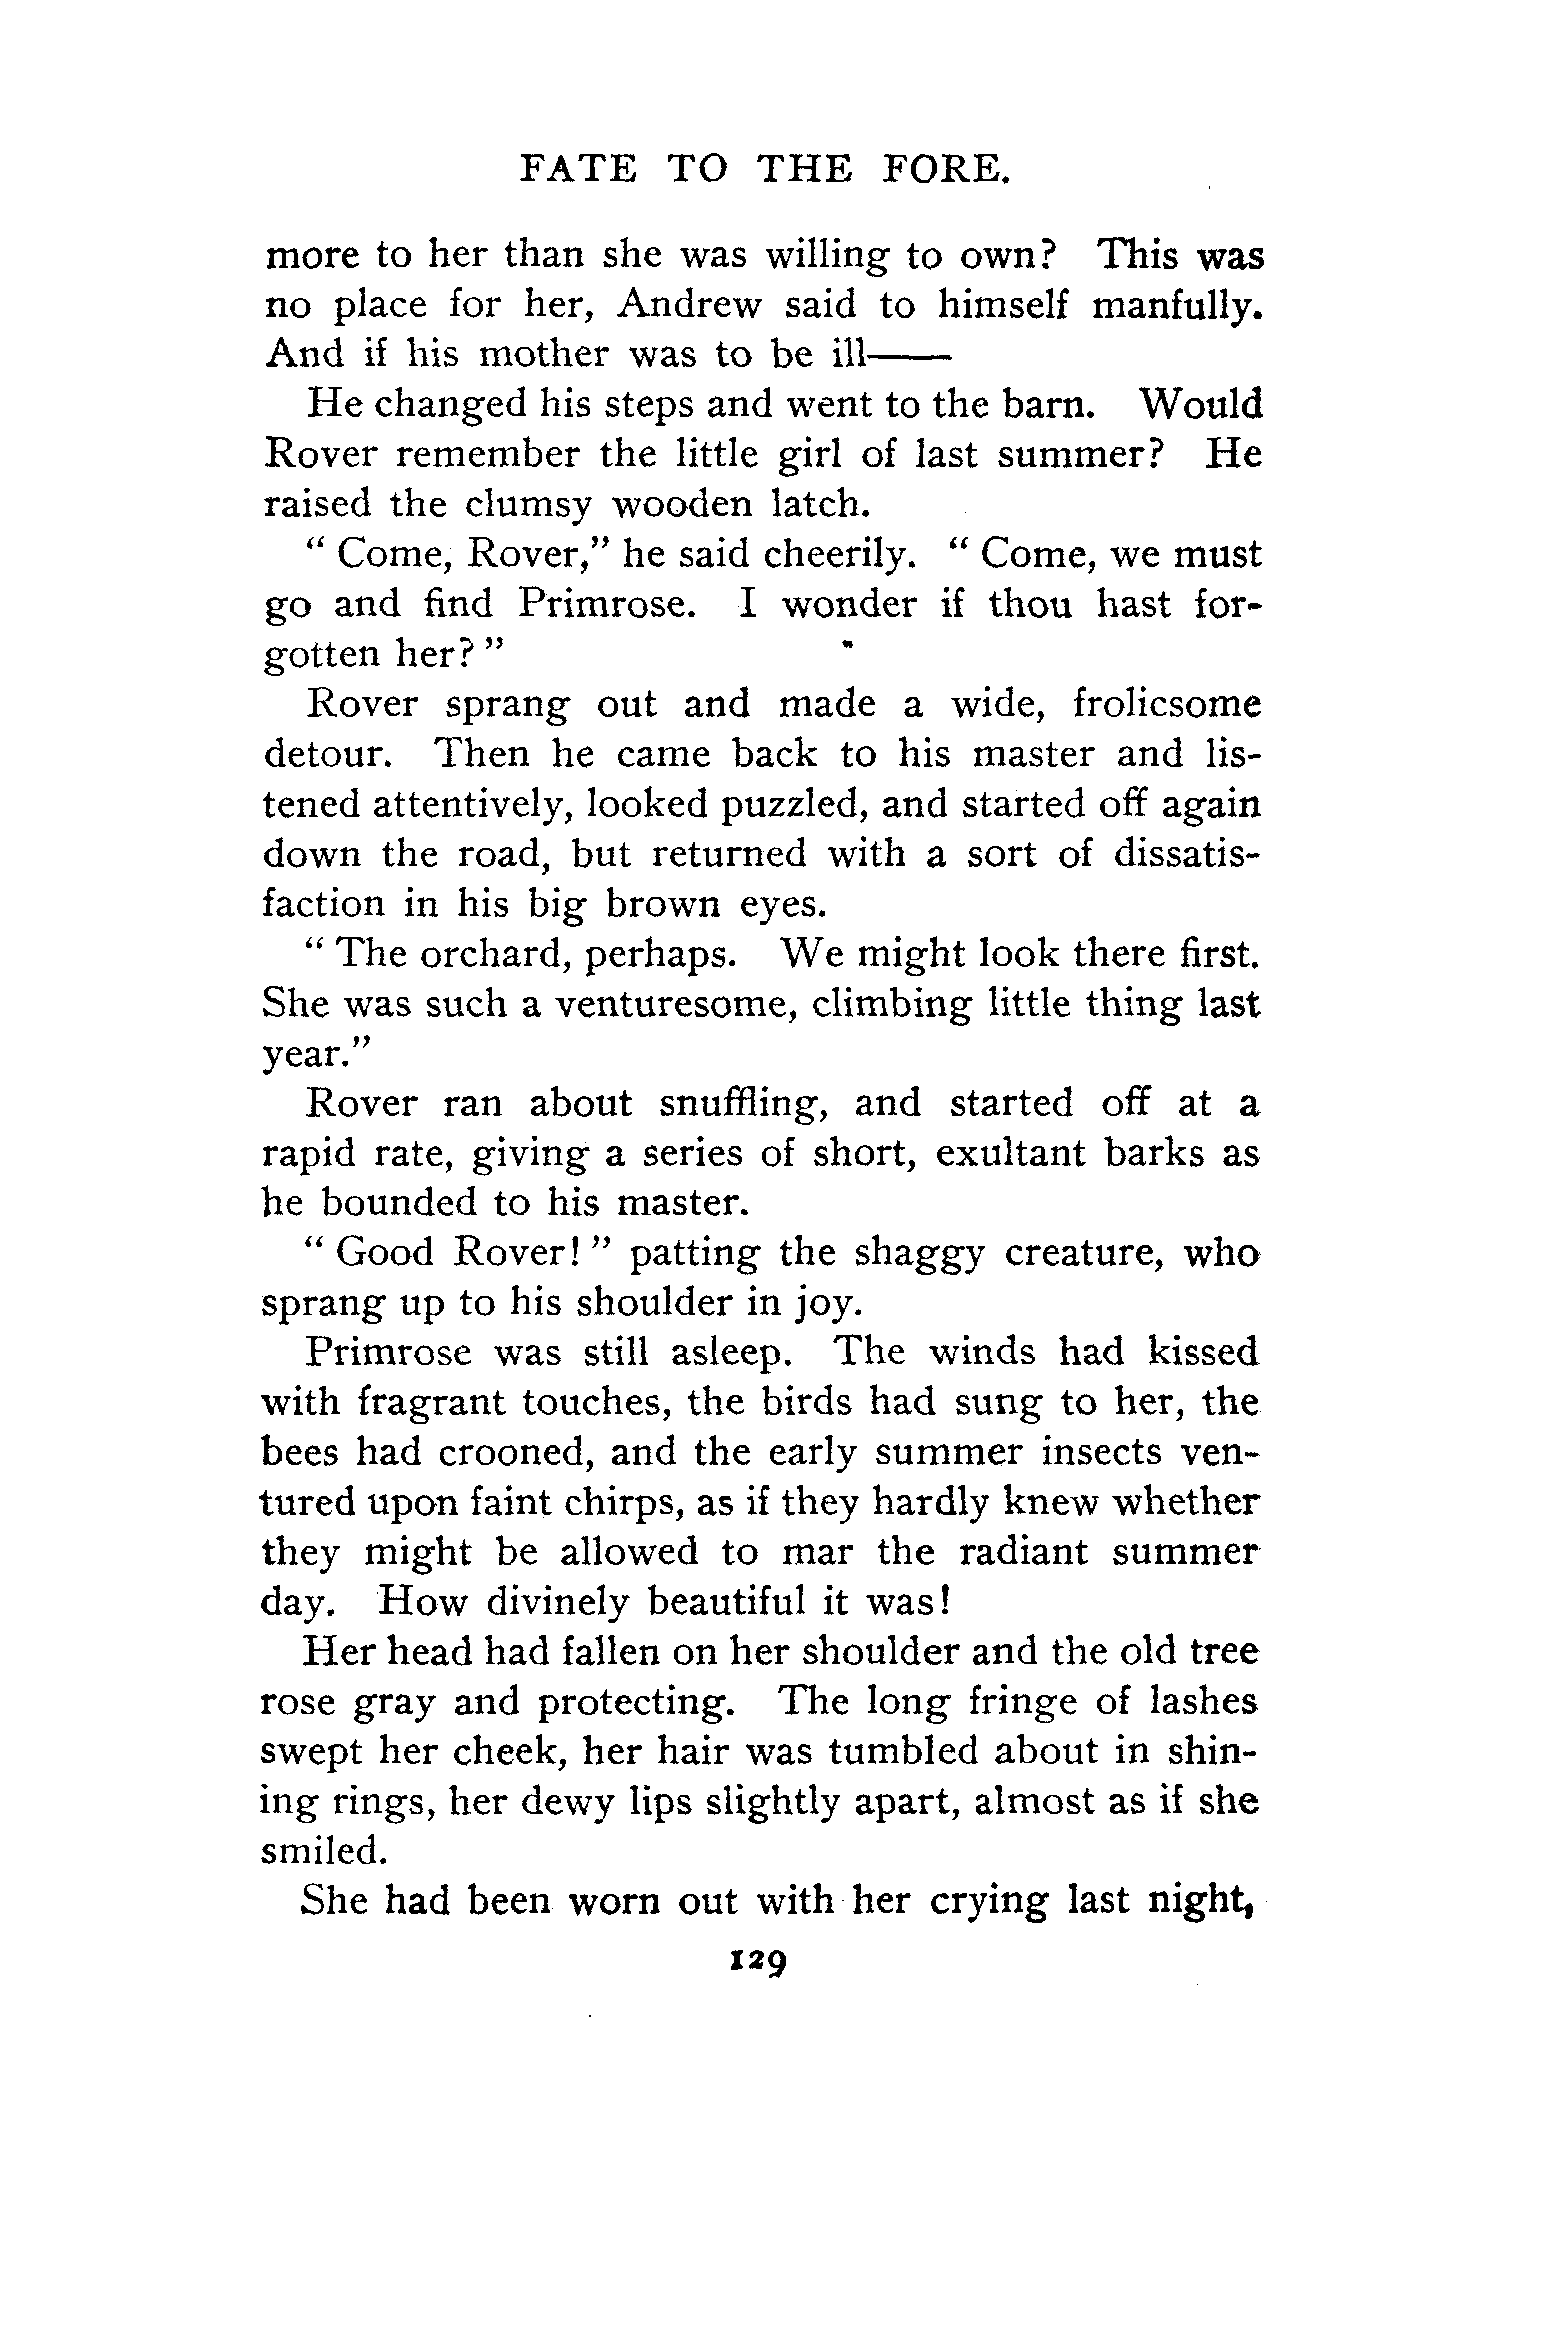 FATE TO THE FORE.
more to her than she was willing to own? This was
no place for her, Andrew said to himself manfully.
And if his mother was to be ill——
He changed his steps and went to the barn. Would
Rover remember the little girl of last summer? He
raised the clumsy wooden latch.
“ Come, Rover,” he said cheerily. “ Come, we must
go and find Primrose. I wonder if thou hast for-
gotten her? ”
Rover sprang out and made a wide, frolicsome
detour. Then he came back to his master and lis-
tened attentively, looked puzzled, and started off again
down the road, but returned with a sort of dissatis-
faction in his big brown eyes.
“ The orchard, perhaps. We might look there first.
She was such a venturesome, climbing little thing last
year.”
Rover ran about snuffling, and started off at a
rapid rate, giving a series of short, exultant barks as
he bounded to his master.
“ Good Rover! ” patting the shaggy creature, who
sprang up to his shoulder in joy.
Primrose was still asleep. The winds had kissed
with fragrant touches, the birds had sung to her, the
bees had crooned, and the early summer insects ven-
tured upon faint chirps, as if they hardly knew whether
they might be allowed to mar the radiant summer
day. How divinely beautiful it was!
Her head had fallen on her shoulder and the old tree
rose gray and protecting. The long fringe of lashes
swept her cheek, her hair was tumbled about in shin-
ing rings, her dewy lips slightly apart, almost as if she
smiled.
She had been worn out with her crying last night,
129